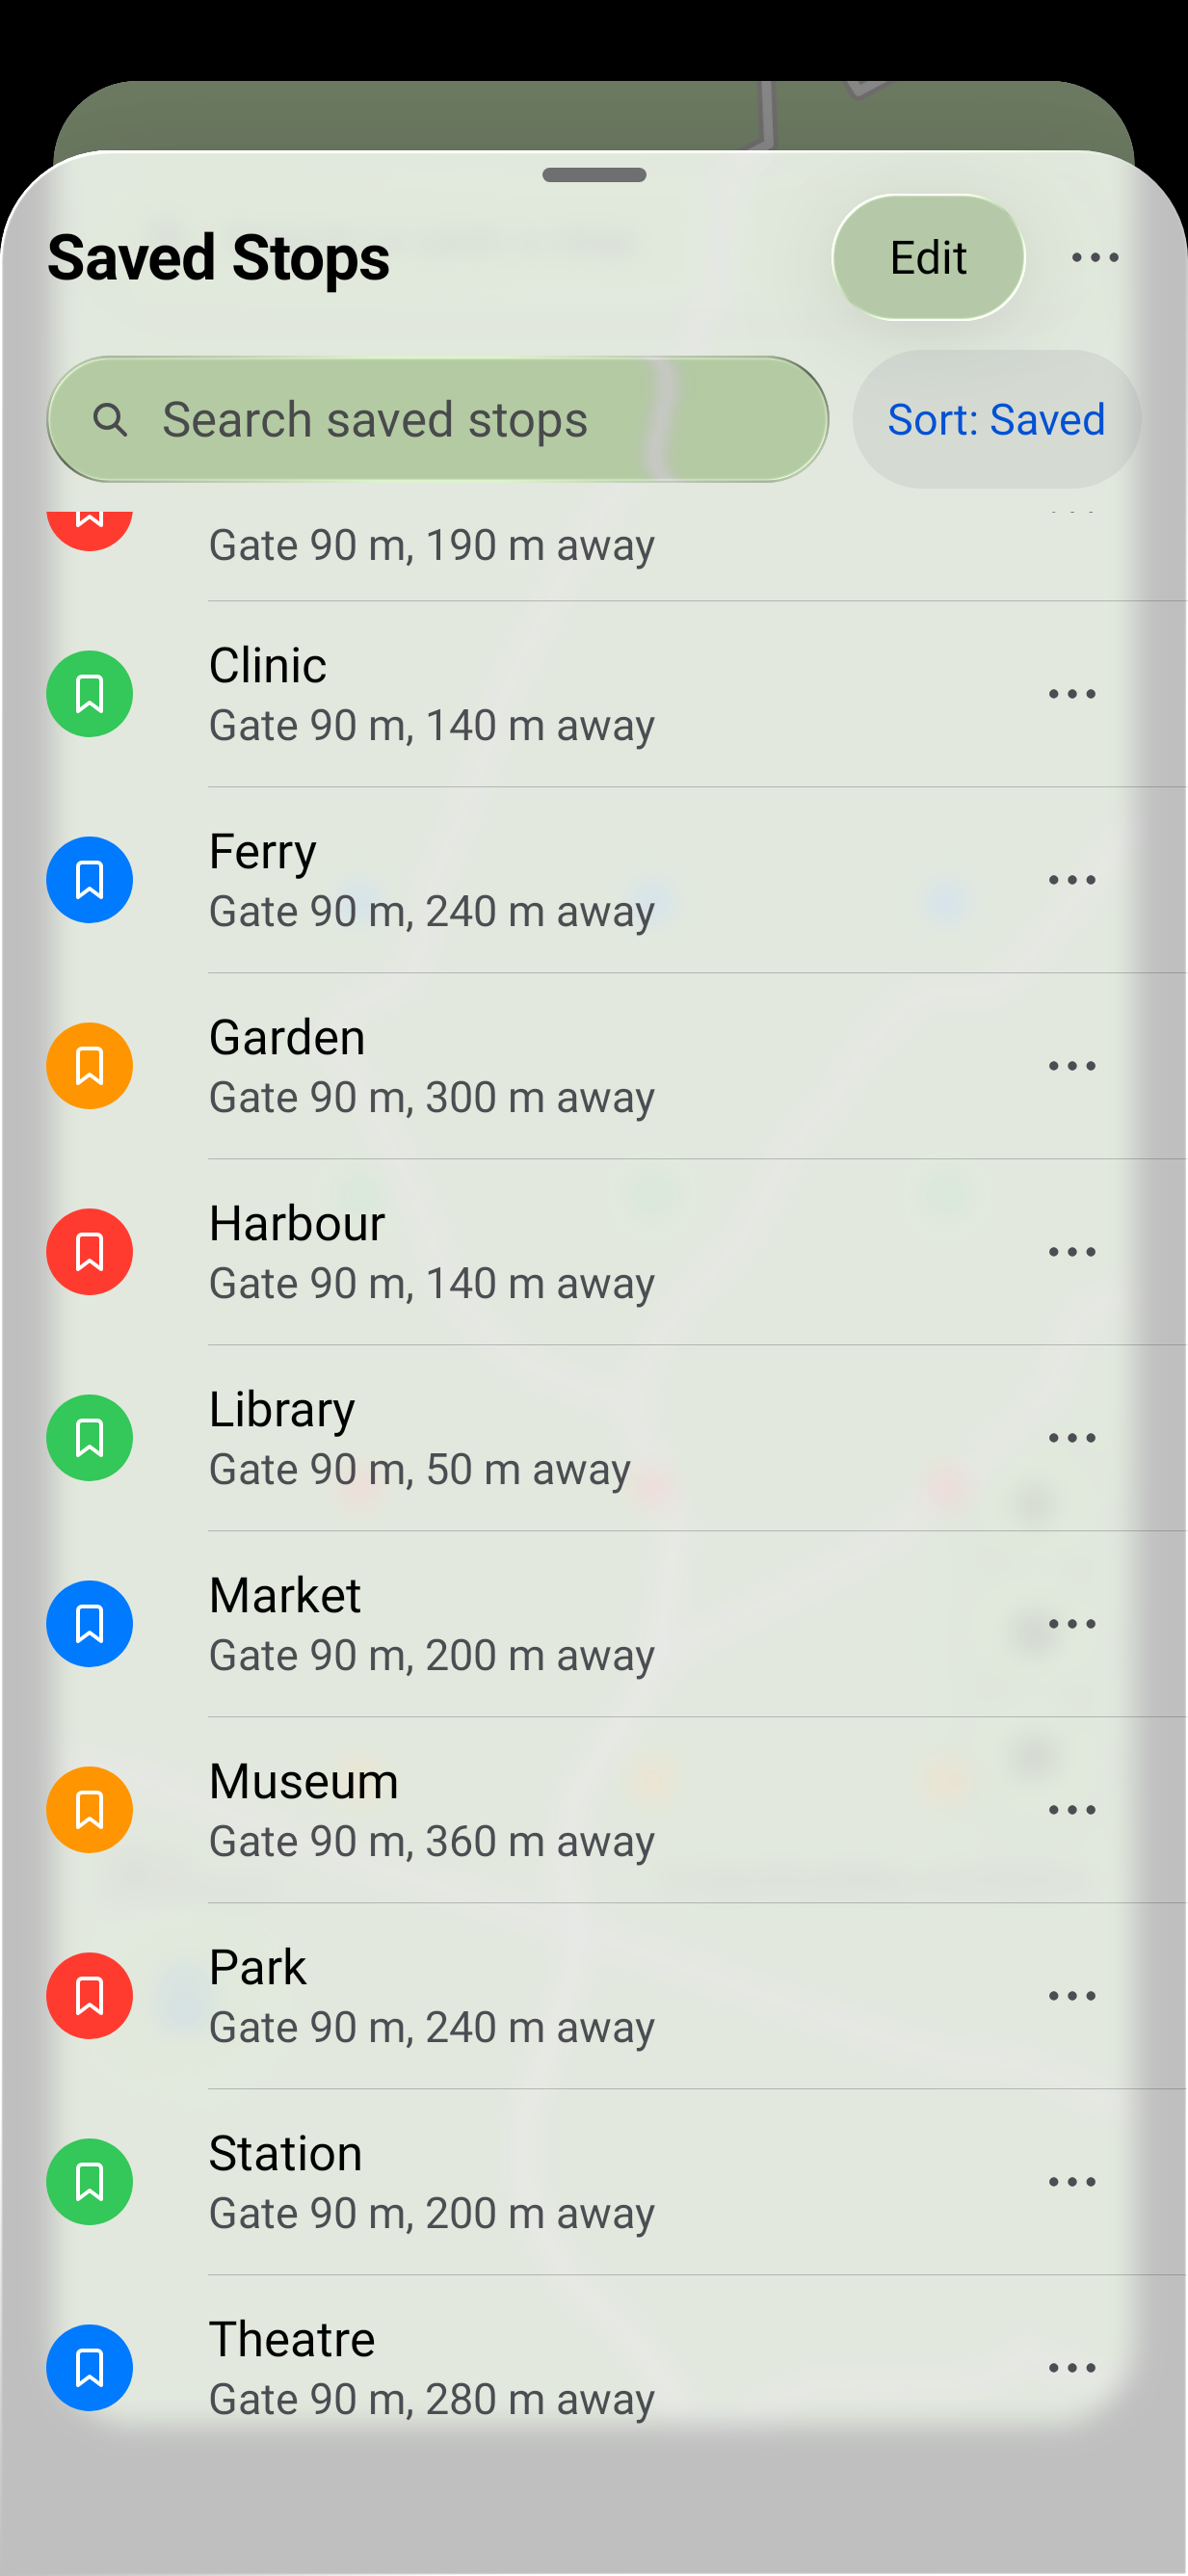 Saved Stops
Edit
Search saved stops
Sort: Saved
Gate 90 m, 190 m away
Clinic
Gate 90 m, 140 m away
Ferry
Gate 90 m, 240 m away
Garden
Gate 90 m, 300 m away
Harbour
Gate 90 m, 140 m away
Library
Gate 90 m, 50 m away
Market
Gate 90 m, 200 m away
Museum
Gate 90 m, 360 m away
Park
Gate 90 m, 240 m away
Station
Gate 90 m, 200 m away
Theatre
Gate 90 m, 280 m away